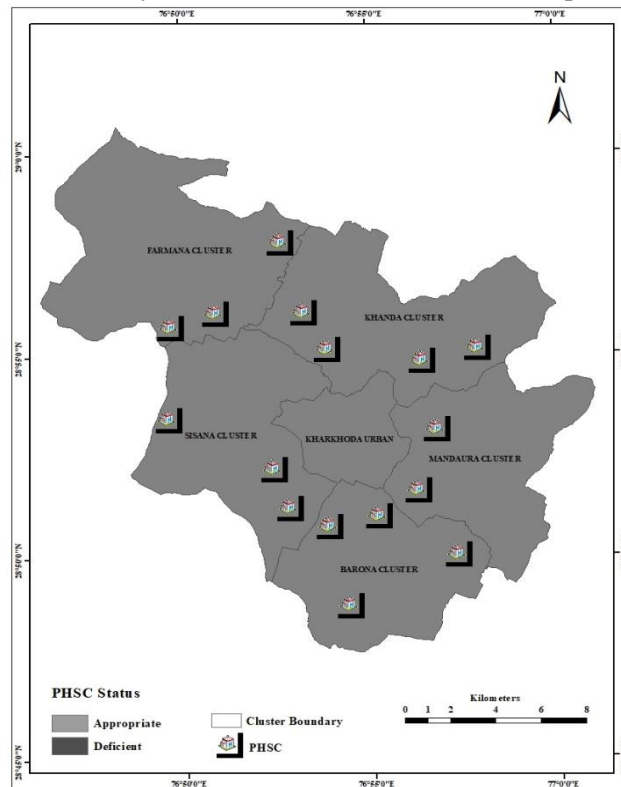 76°50'0"E 76°55'0"E 77°0'0"E
N
29°0'0"N
FARMANA CLUSTER
KHANDA CLUSTER
28°55'0"N
SISANA CLUSTER
KHARKHODA URBAN
MANDAURA CLUSTER
28°50'0"N
BARONA CLUSTER
PHSC Status
Appropriate
Deficient
Cluster Boundary
PHSC
Kilometers
0 1 2 4 6 8
28°45'0"N
76°50'0"E 76°55'0"E 77°0'0"E